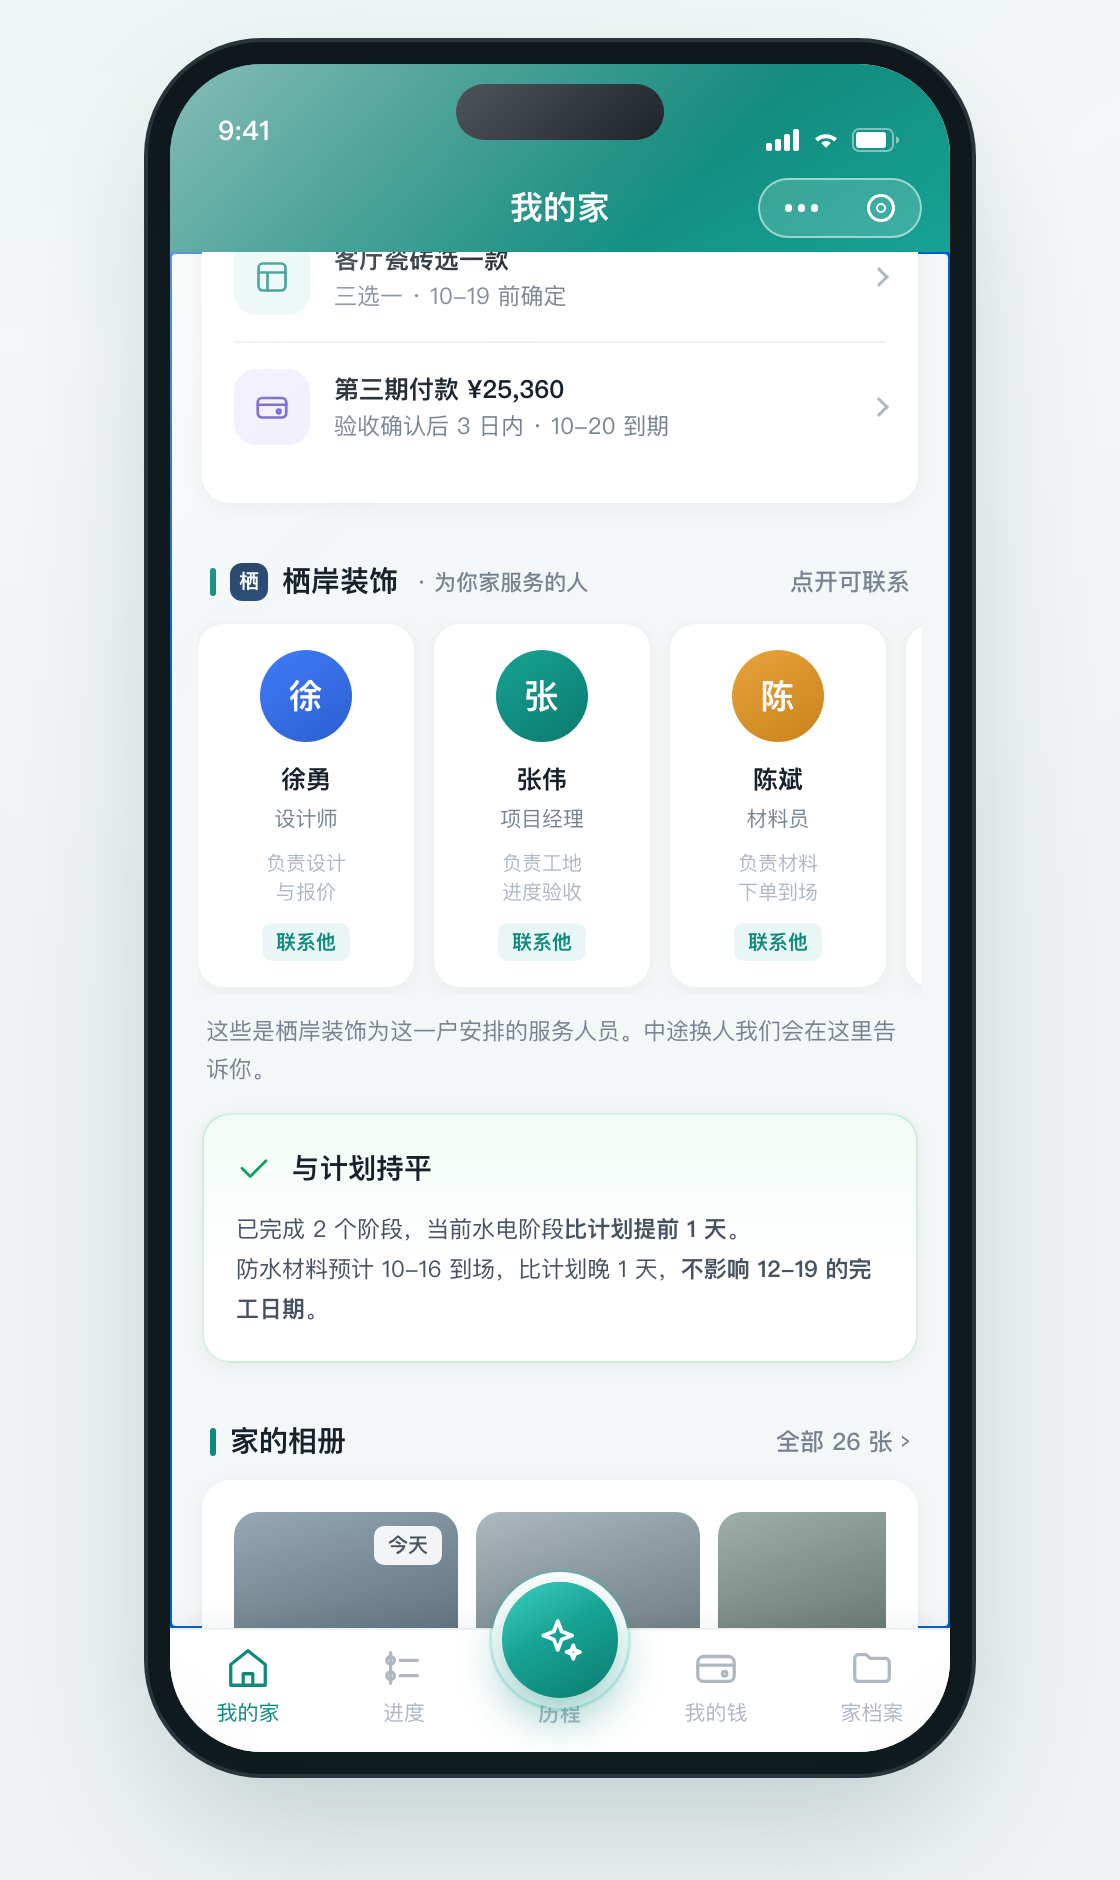 9:41
我的家
客厅瓷砖选一款
三选一 · 10–19 前确定
第三期付款 ¥25,360
验收确认后 3 日内 · 10–20 到期
栖 栖岸装饰 · 为你家服务的人 点开可联系
徐 张 陈
徐勇 张伟 陈斌
设计师 项目经理 材料员
负责设计 负责工地 负责材料
与报价 进度验收 下单到场
联系他 联系他 联系他
这些是栖岸装饰为这一户安排的服务人员。中途换人我们会在这里告
诉你。
与计划持平
已完成 2 个阶段，当前水电阶段比计划提前 1 天。
防水材料预计 10–16 到场，比计划晚 1 天，不影响 12–19 的完
工日期。
家的相册 全部 26 张 ›
今天
我的家 进度 历程 我的钱 家档案